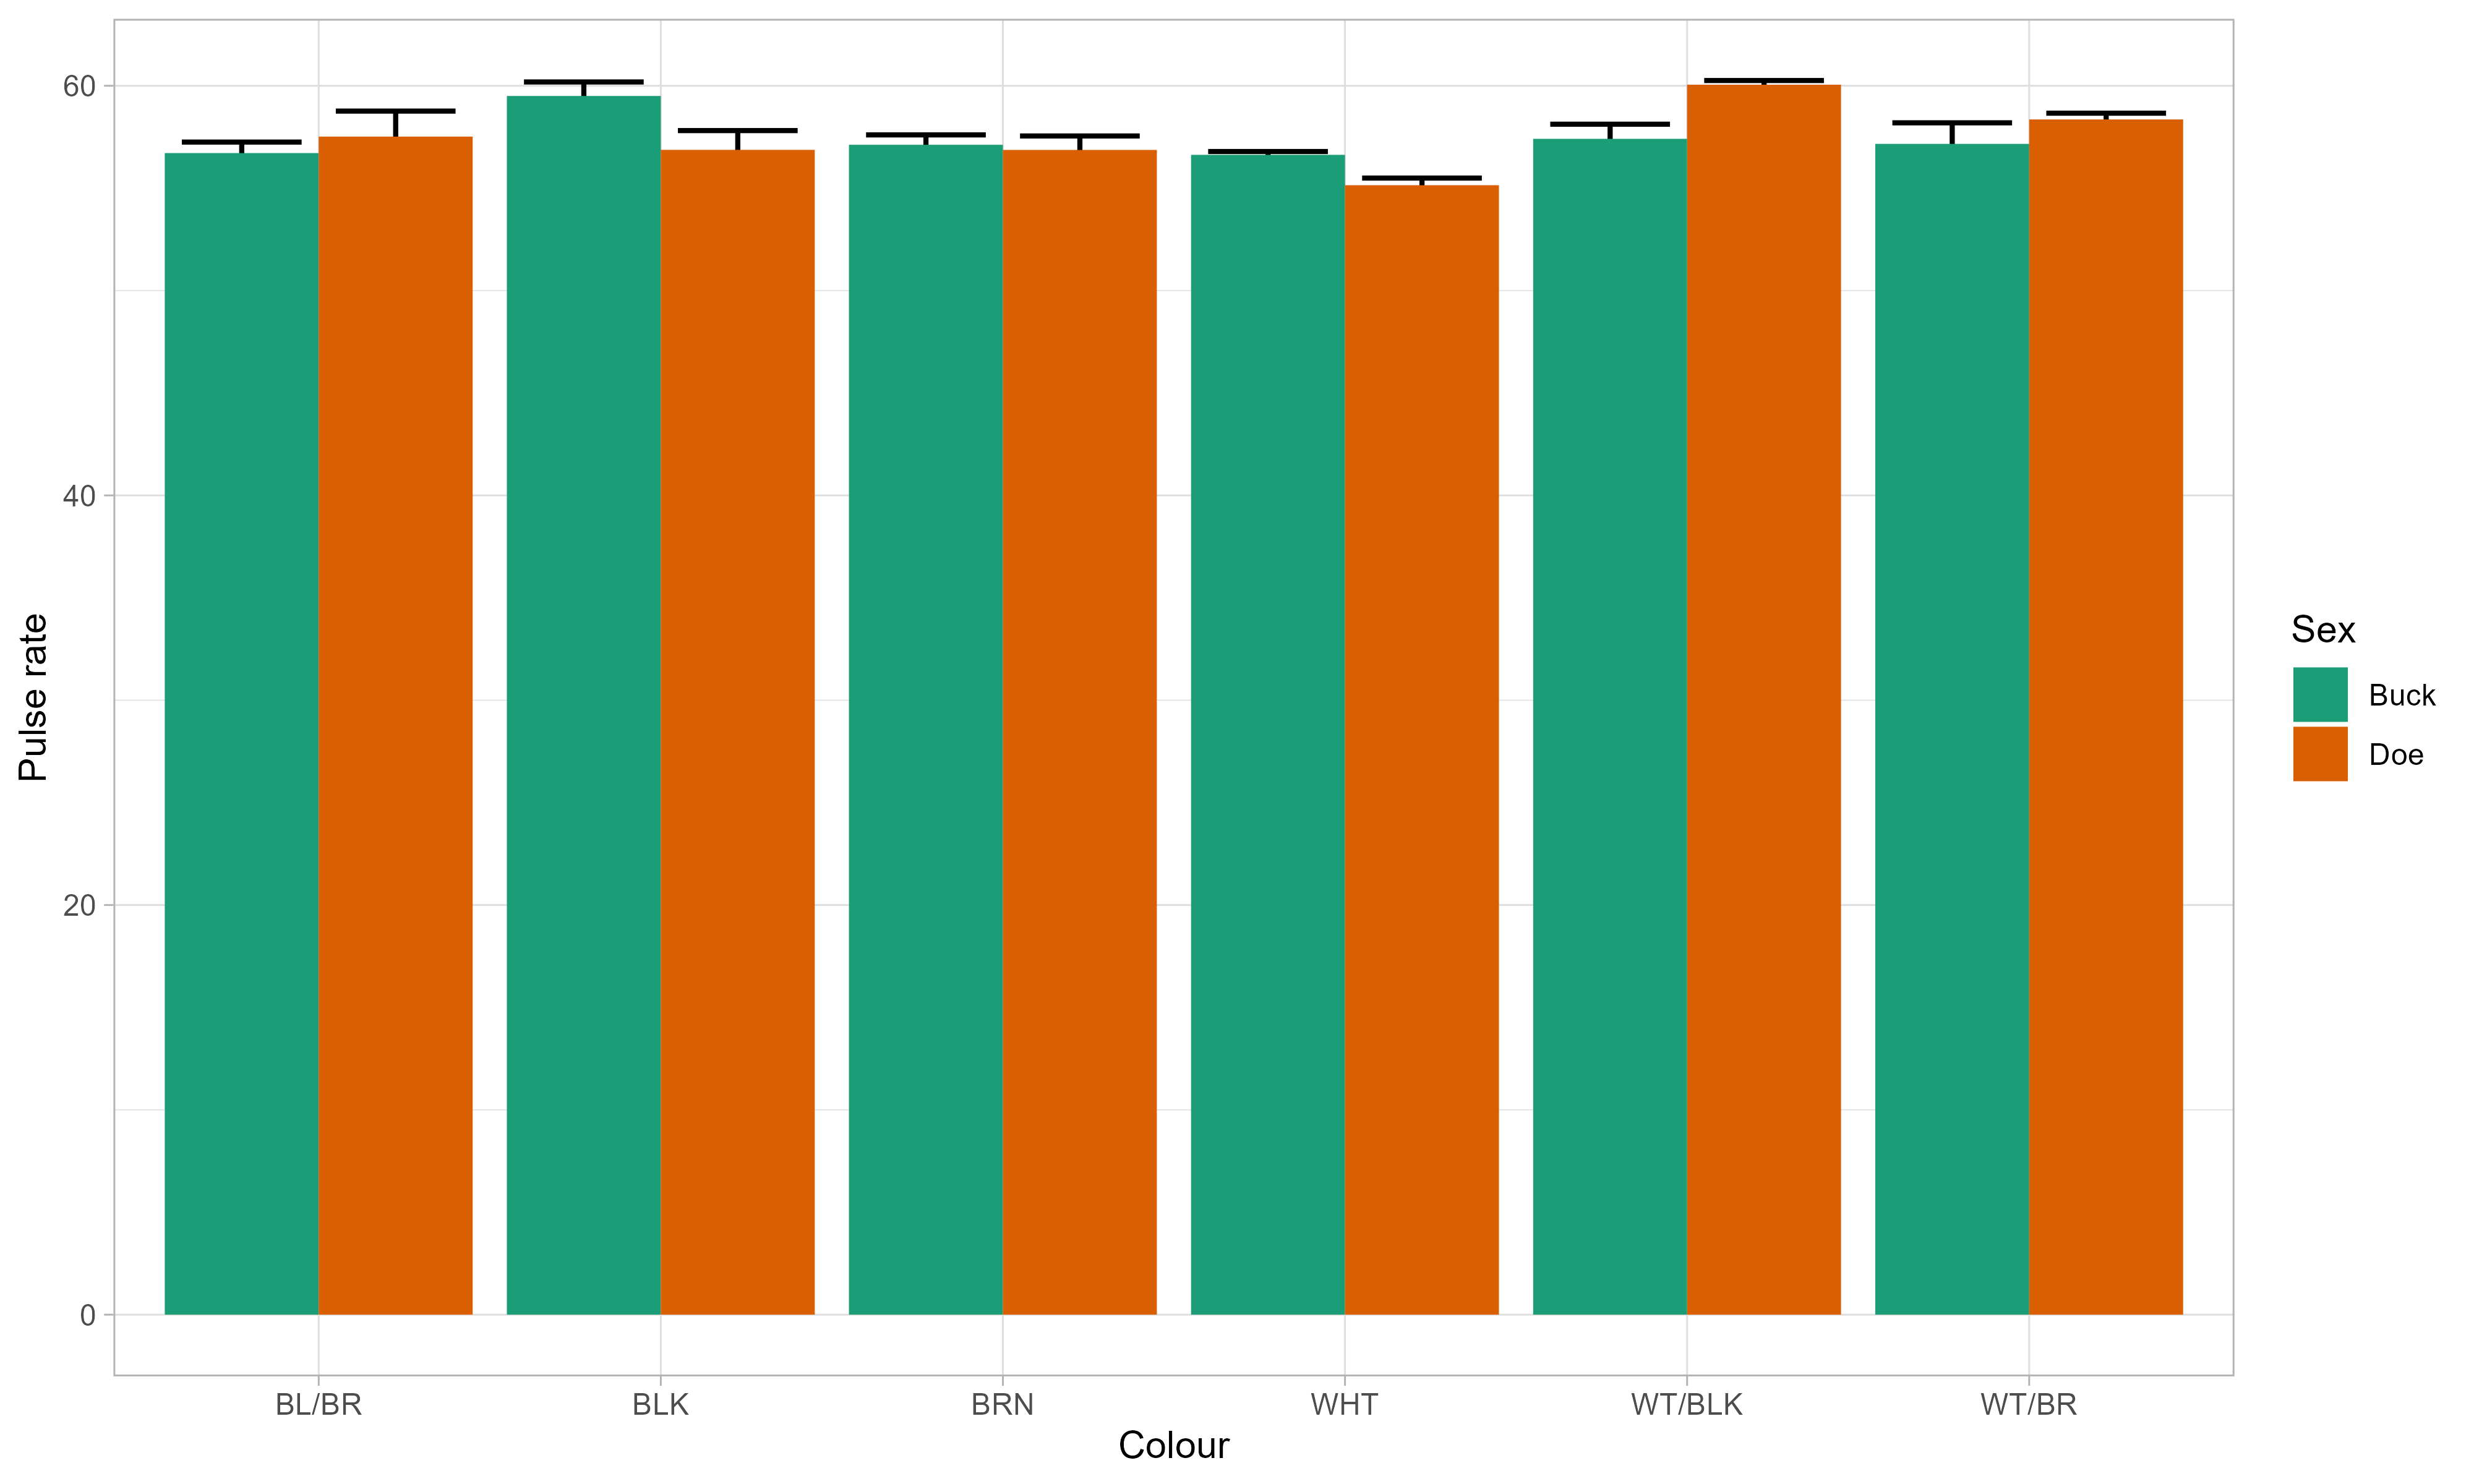 60
40
20
0
Pulse rate
BL/BR
BLK
BRN
WHT
WT/BLK
WT/BR
Colour
Sex
Buck
Doe